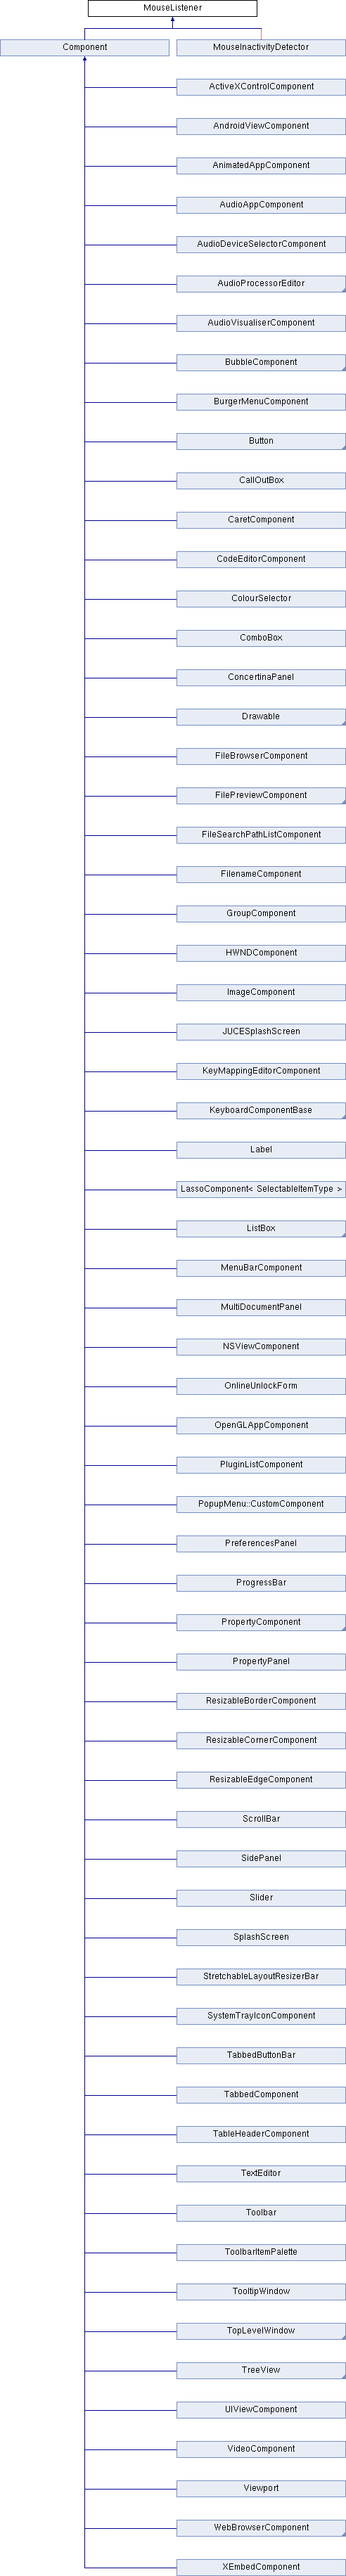 MouseListener
Component
MouseInactivityDetector
ActiveXControlComponent
AndroidViewComponent
AnimatedAppComponent
AudioAppComponent
AudioDeviceSelectorComponent
AudioProcessorEditor
AudioVisualiserComponent
BubbleComponent
BurgerMenuComponent
Button
CallOutBox
CaretComponent
CodeEditorComponent
ColourSelector
ComboBox
ConcertinaPanel
Drawable
FileBrowserComponent
FilePreviewComponent
FileSearchPathListComponent
FilenameComponent
GroupComponent
HWNDComponent
ImageComponent
JUCESplashScreen
KeyMappingEditorComponent
KeyboardComponentBase
Label
LassoComponent< SelectableItemType >
ListBox
MenuBarComponent
MultiDocumentPanel
NSViewComponent
OnlineUnlockForm
OpenGLAppComponent
PluginListComponent
PopupMenu::CustomComponent
PreferencesPanel
ProgressBar
PropertyComponent
PropertyPanel
ResizableBorderComponent
ResizableCornerComponent
ResizableEdgeComponent
ScrollBar
SidePanel
Slider
SplashScreen
StretchableLayoutResizerBar
SystemTrayIconComponent
TabbedButtonBar
TabbedComponent
TableHeaderComponent
TextEditor
Toolbar
ToolbarItemPalette
TooltipWindow
TopLevelWindow
TreeView
UIViewComponent
VideoComponent
Viewport
WebBrowserComponent
XEmbedComponent